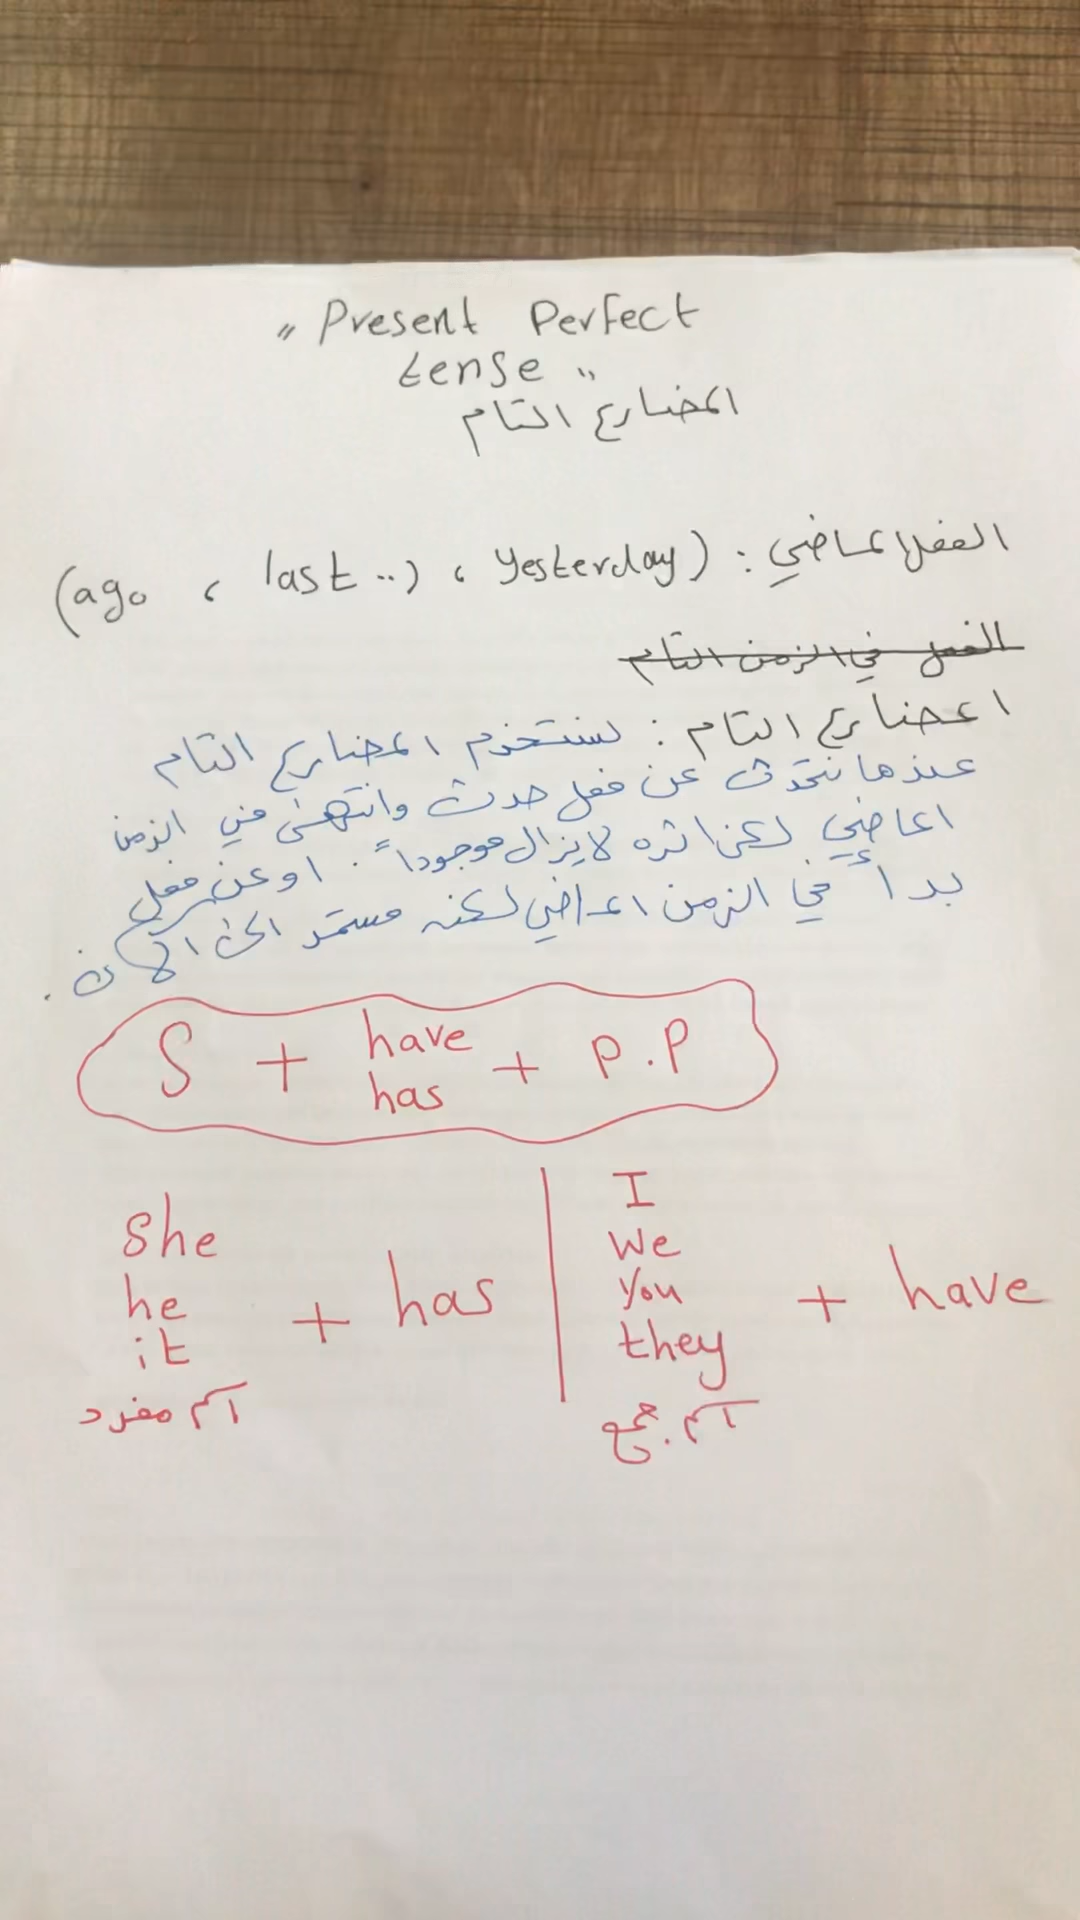 " Present Perfect
tense "
المضارع التام
الفعل الماضي : (ago ، last ..) ، yesterday)
الفعل في الزمن التام
المضارع التام : نستخدم المضارع التام
عندما نتحدث عن فعل حدث وانتهى في الزمن
الماضي لكن اثره لا يزال موجوداً . او عن فعل
بدأ في الزمن الماضي لكنه مستمر الى الآن .
S + have has + P.P
she
he
it
اسم مفرد
+ has
I
We
You
they
اسم جمع
+ have